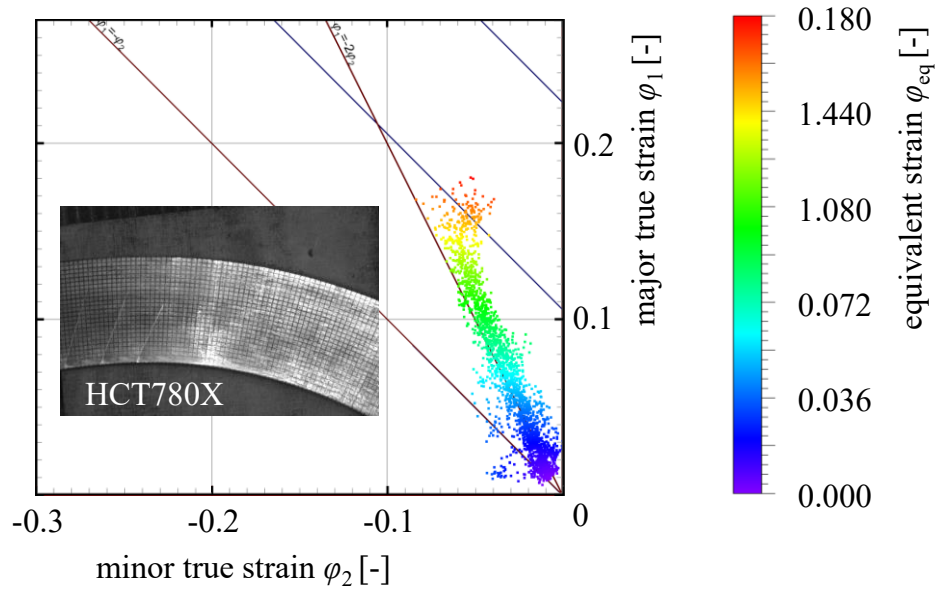 φ₁=-φ₂
φ₁=-2φ₂
0.2
0.1
0
-0.3
-0.2
-0.1
minor true strain φ₂ [-]
major true strain φ₁ [-]
HCT780X
0.180
1.440
1.080
0.072
0.036
0.000
equivalent strain φeq [-]